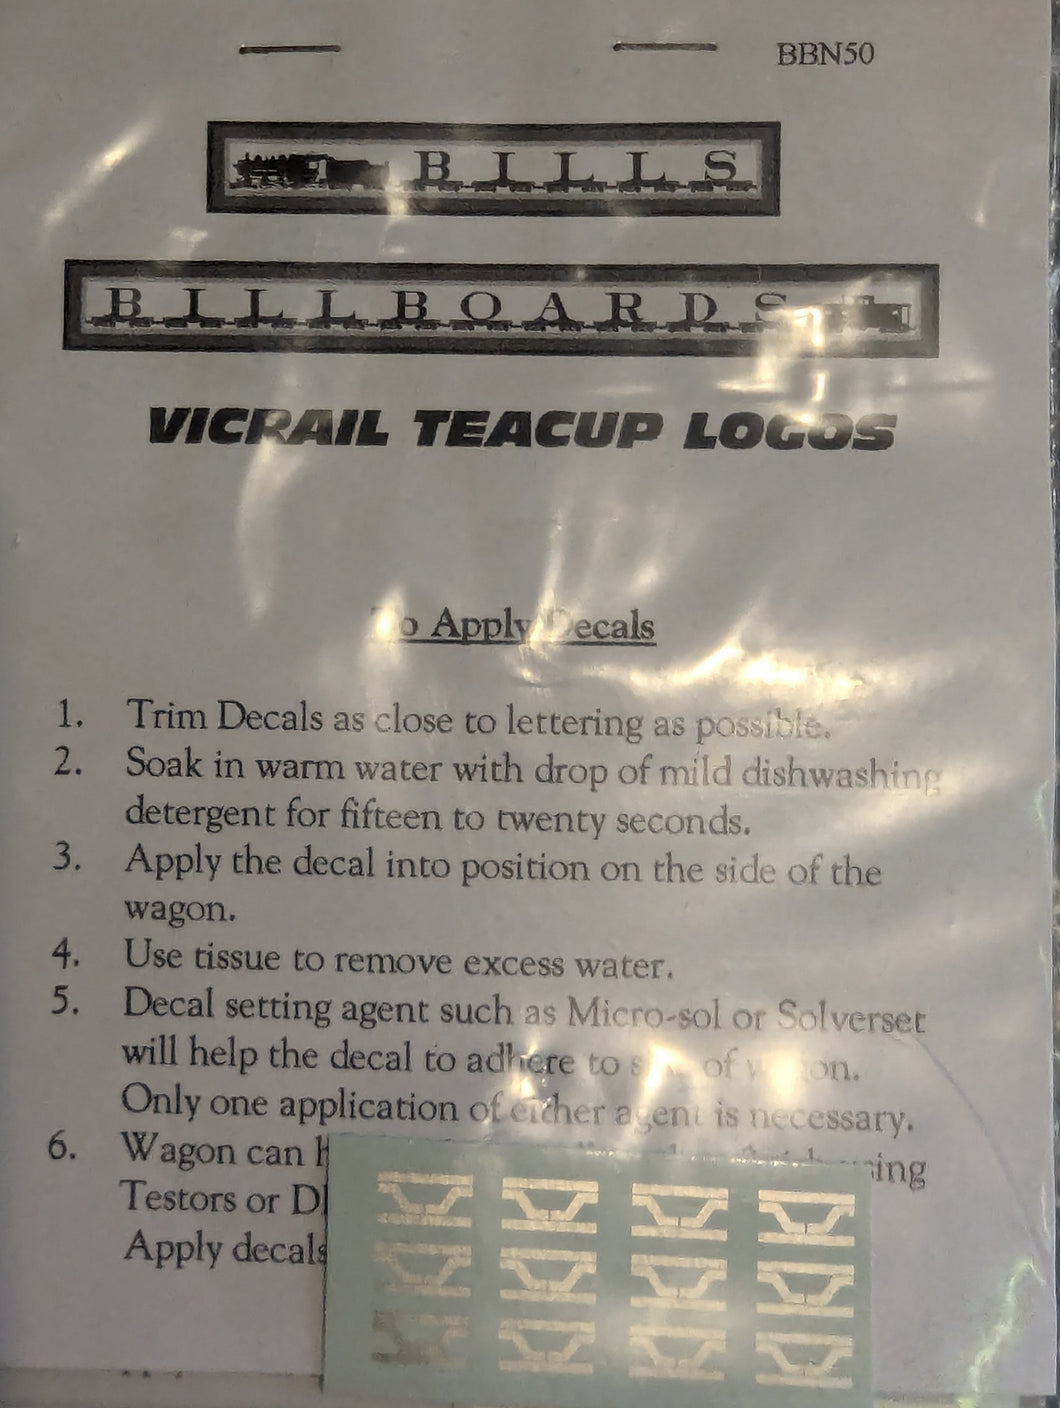 BBN50
BILLS
BILLBOARDS
VICRAIL TEACUP LOGOS
To Apply Decals
1. Trim Decals as close to lettering as possible.
2. Soak in warm water with drop of mild dishwashing
detergent for fifteen to twenty seconds.
3. Apply the decal into position on the side of the
wagon.
4. Use tissue to remove excess water.
5. Decal setting agent such as Micro-sol or Solverset
will help the decal to adhere to of
Only one application of either agent is necessary.
6. Wagon can
Testors or
Apply decals